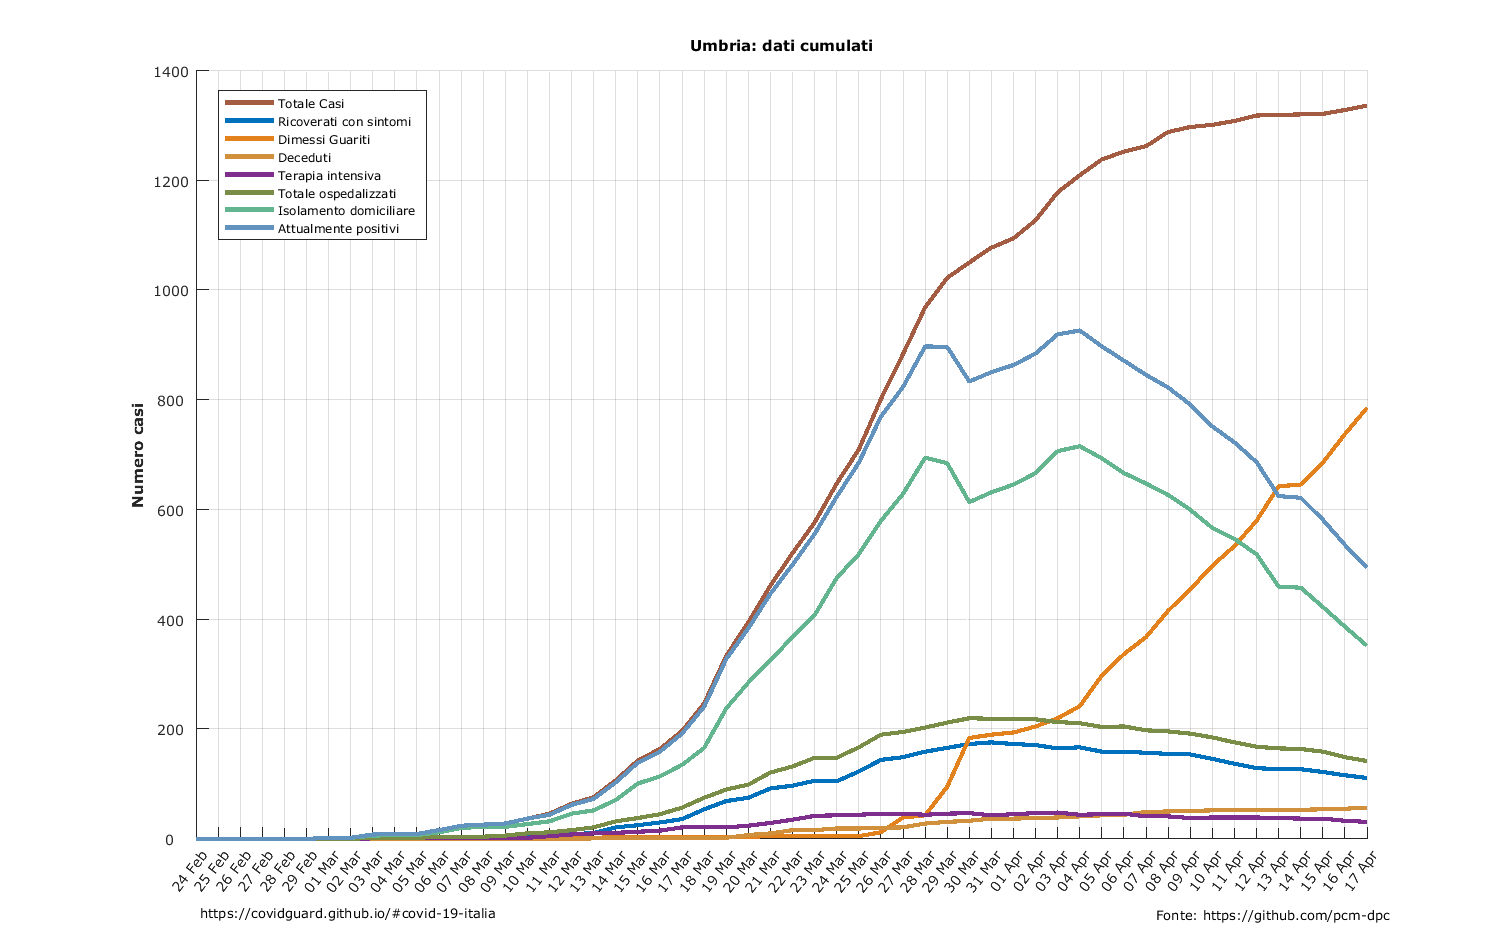 Umbria: dati cumulati
1400
1200
1000
800
600
400
200
0
Numero casi
Totale Casi
Ricoverati con sintomi
Dimessi Guariti
Deceduti
Terapia intensiva
Totale ospedalizzati
Isolamento domiciliare
Attualmente positivi
24 Feb
25 Feb
26 Feb
27 Feb
28 Feb
29 Feb
01 Mar
02 Mar
03 Mar
04 Mar
05 Mar
06 Mar
07 Mar
08 Mar
09 Mar
10 Mar
11 Mar
12 Mar
13 Mar
14 Mar
15 Mar
16 Mar
17 Mar
18 Mar
19 Mar
20 Mar
21 Mar
22 Mar
23 Mar
24 Mar
25 Mar
26 Mar
27 Mar
28 Mar
29 Mar
30 Mar
31 Mar
01 Apr
02 Apr
03 Apr
04 Apr
05 Apr
06 Apr
07 Apr
08 Apr
09 Apr
10 Apr
11 Apr
12 Apr
13 Apr
14 Apr
15 Apr
16 Apr
17 Apr
https://covidguard.github.io/#covid-19-italia
Fonte: https://github.com/pcm-dpc